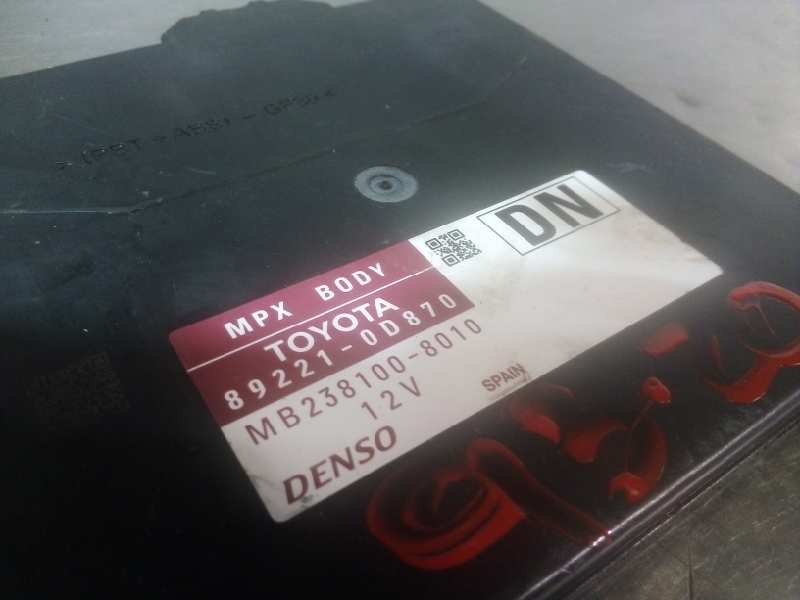 MPX BODY
DN
TOYOTA
89221-0D870
MB238100-8010
12V
SPAIN
DENSO